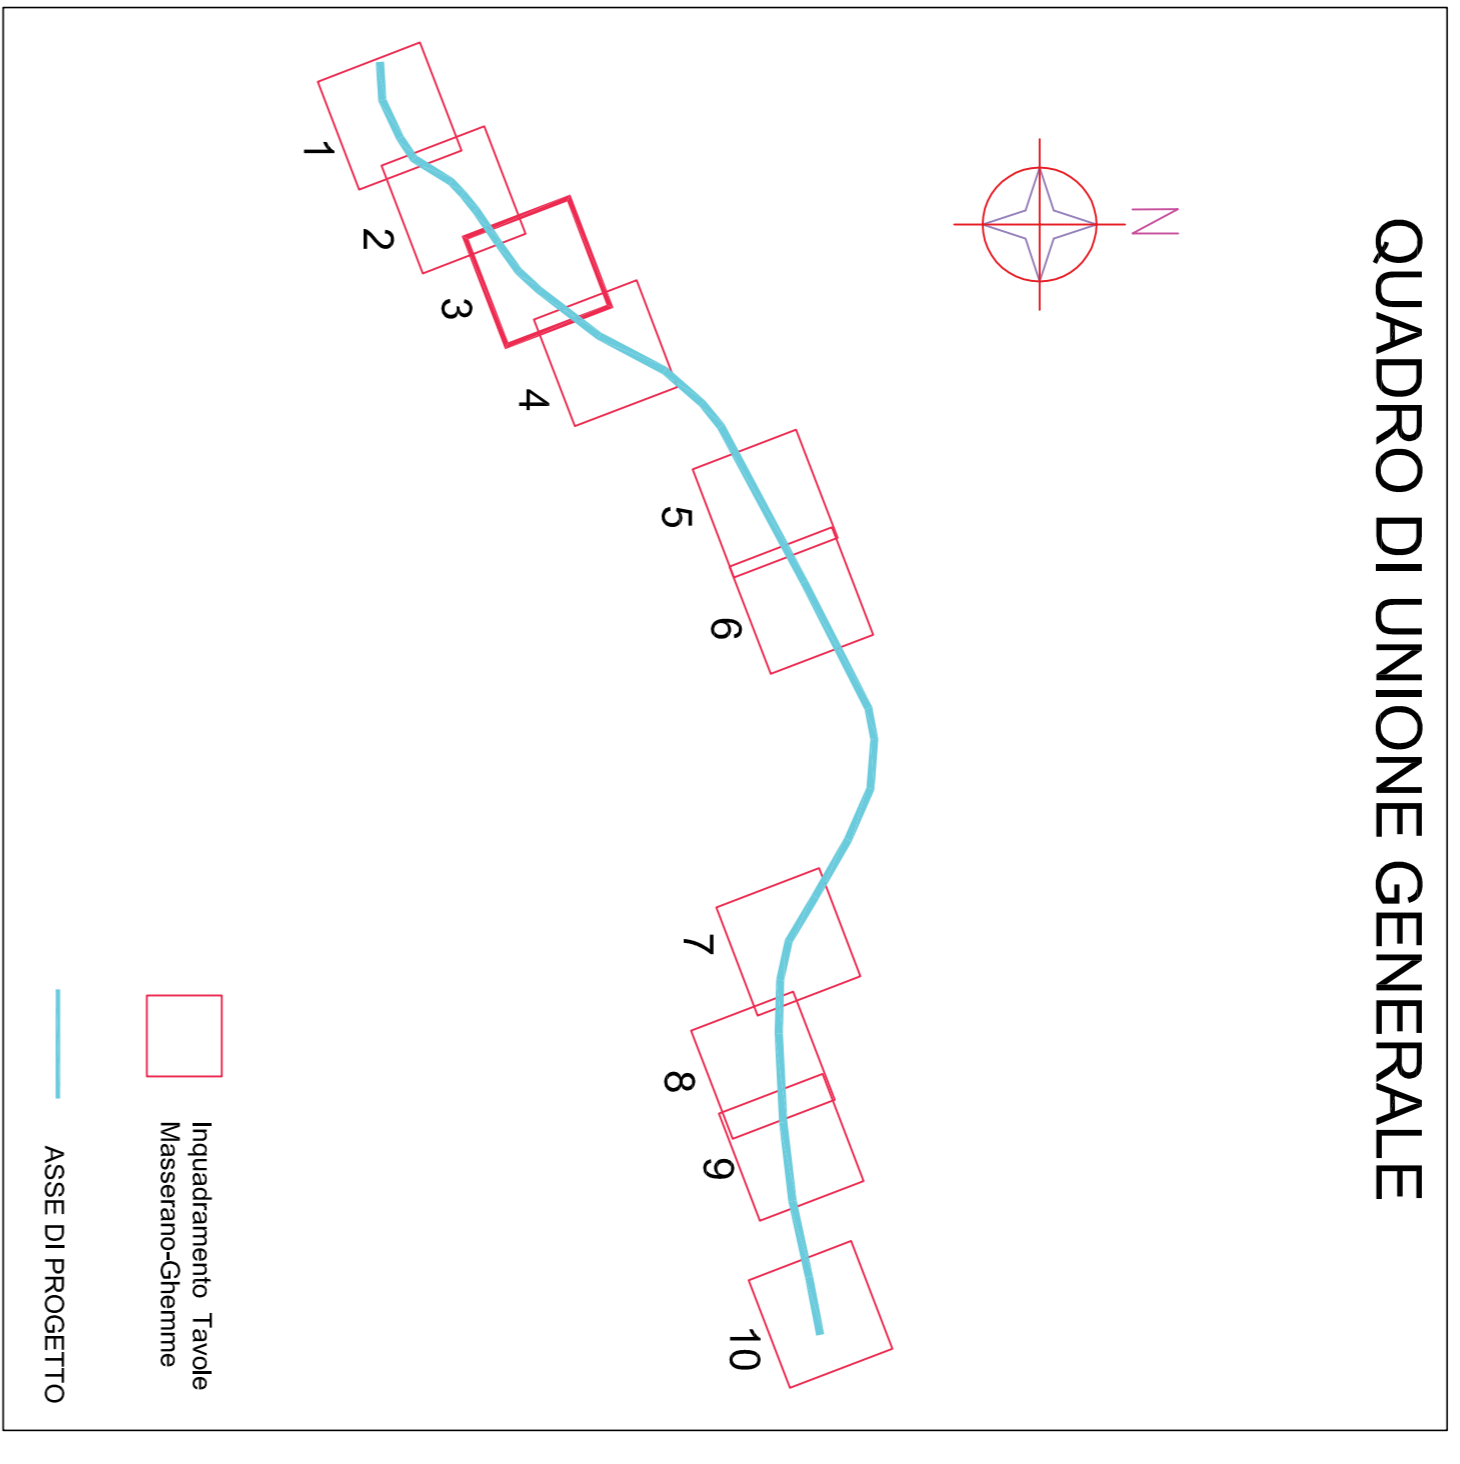 QUADRO DI UNIONE GENERALE
N
1
2
3
4
5
6
7
8
9
10
Inquadramento Tavole
Masserano-Ghemme
ASSE DI PROGETTO